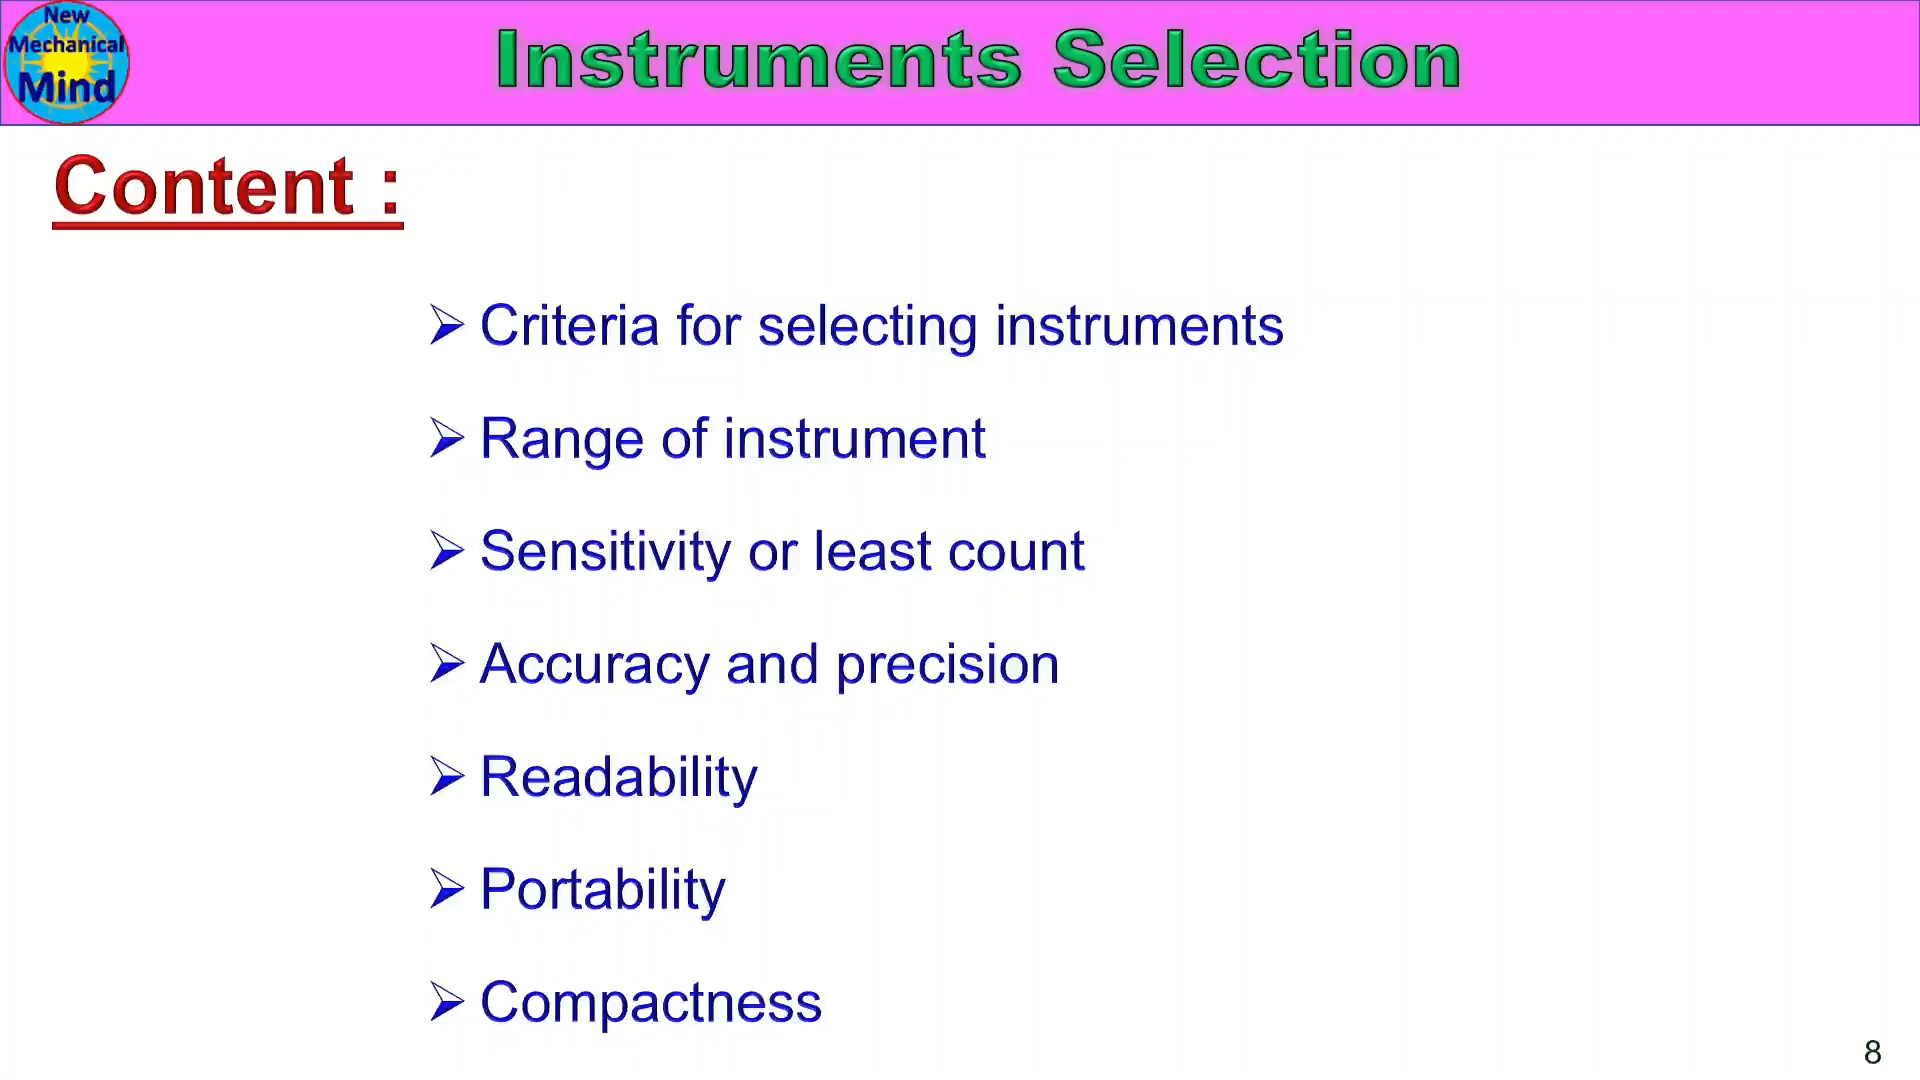 New
Mechanical
Mind
Instruments Selection
Content :
➢ Criteria for selecting instruments
➢ Range of instrument
➢ Sensitivity or least count
➢ Accuracy and precision
➢ Readability
➢ Portability
➢ Compactness
8